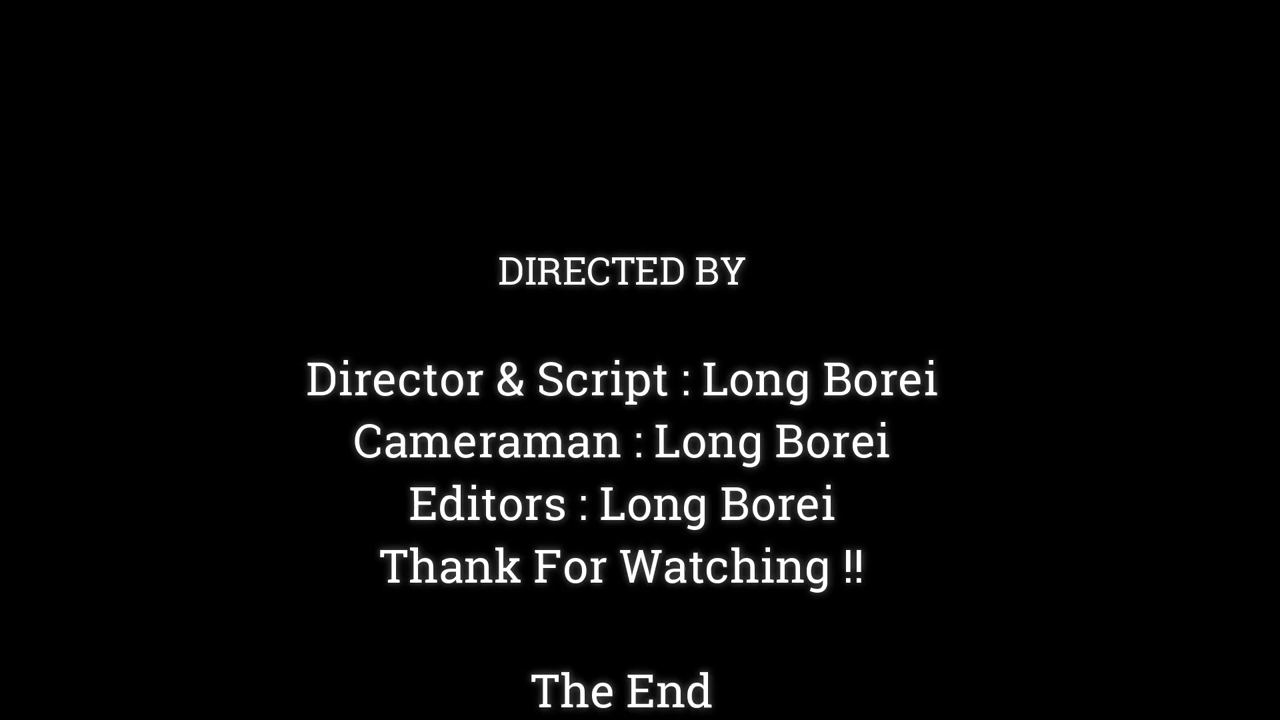 DIRECTED BY
Director & Script : Long Borei
Cameraman : Long Borei
Editors : Long Borei
Thank For Watching !!
The End